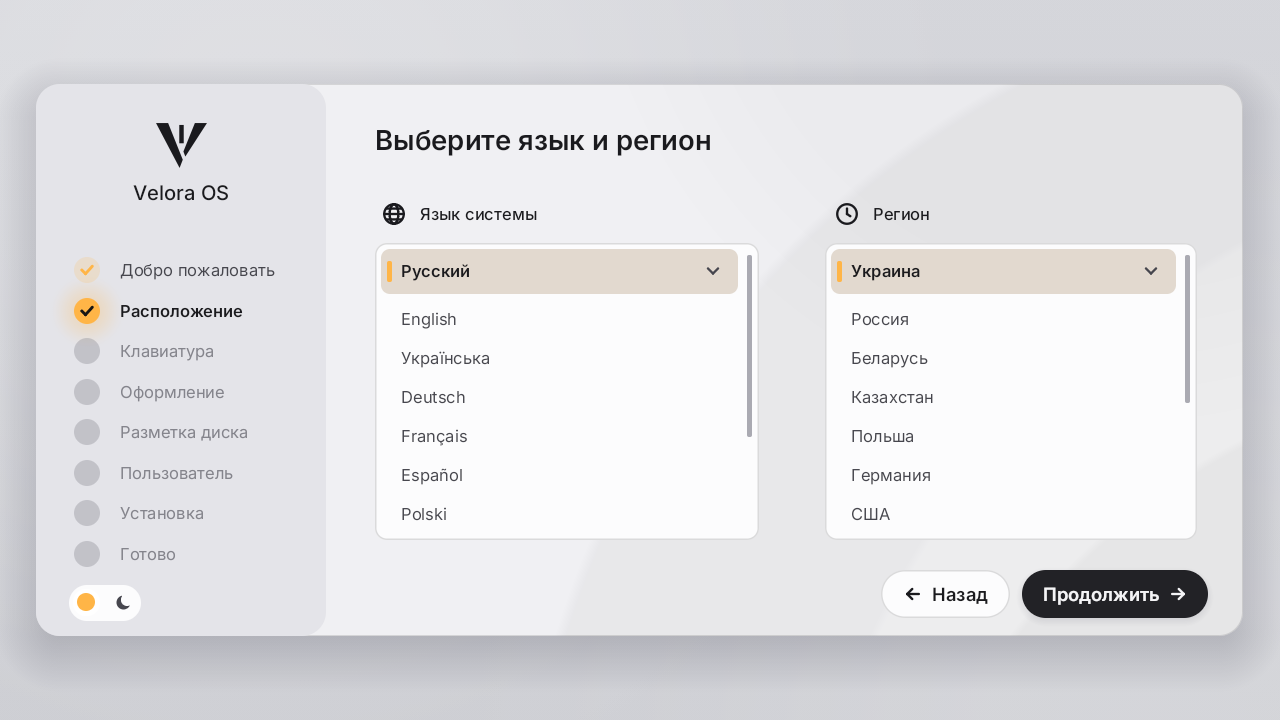 Velora OS
Добро пожаловать
Расположение
Клавиатура
Оформление
Разметка диска
Пользователь
Установка
Готово
Выберите язык и регион
Язык системы
Русский
English
Українська
Deutsch
Français
Español
Polski
Регион
Украина
Россия
Беларусь
Казахстан
Польша
Германия
США
Назад
Продолжить